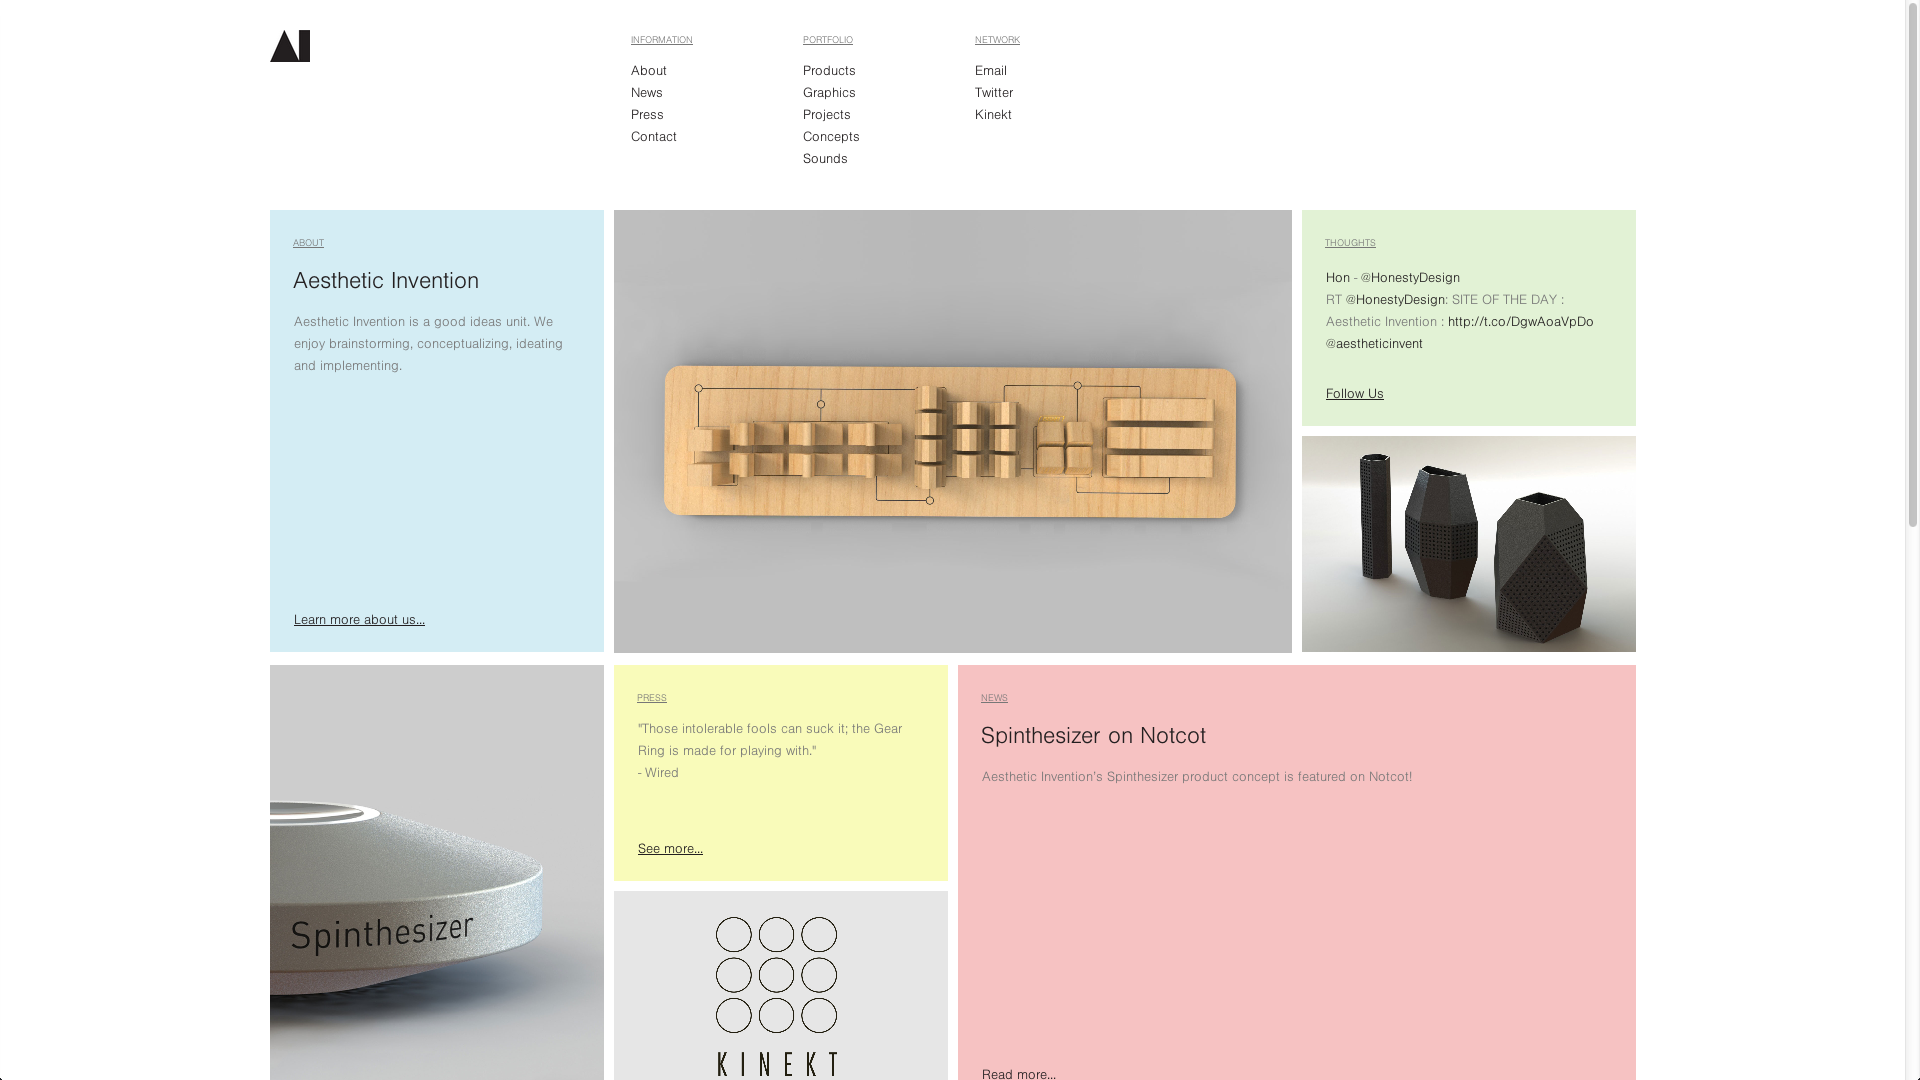 AI
INFORMATION
About
News
Press
Contact
PORTFOLIO
Products
Graphics
Projects
Concepts
Sounds
NETWORK
Email
Twitter
Kinekt
ABOUT
Aesthetic Invention
Aesthetic Invention is a good ideas unit. We
enjoy brainstorming, conceptualizing, ideating
and implementing.
Learn more about us...
THOUGHTS
Hon - @HonestyDesign
RT @HonestyDesign: SITE OF THE DAY :
Aesthetic Invention : http://t.co/DgwAoaVpDo
@aestheticinvent
Follow Us
Spinthesizer
PRESS
"Those intolerable fools can suck it; the Gear
Ring is made for playing with."
- Wired
See more...
KINEKT
NEWS
Spinthesizer on Notcot
Aesthetic Invention's Spinthesizer product concept is featured on Notcot!
Read more...